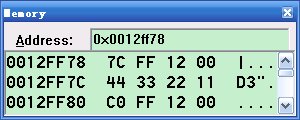 Memory
Address: 0x0012ff78
0012FF78 7C FF 12 00 |...
0012FF7C 44 33 22 11 D3".
0012FF80 C0 FF 12 00 ....